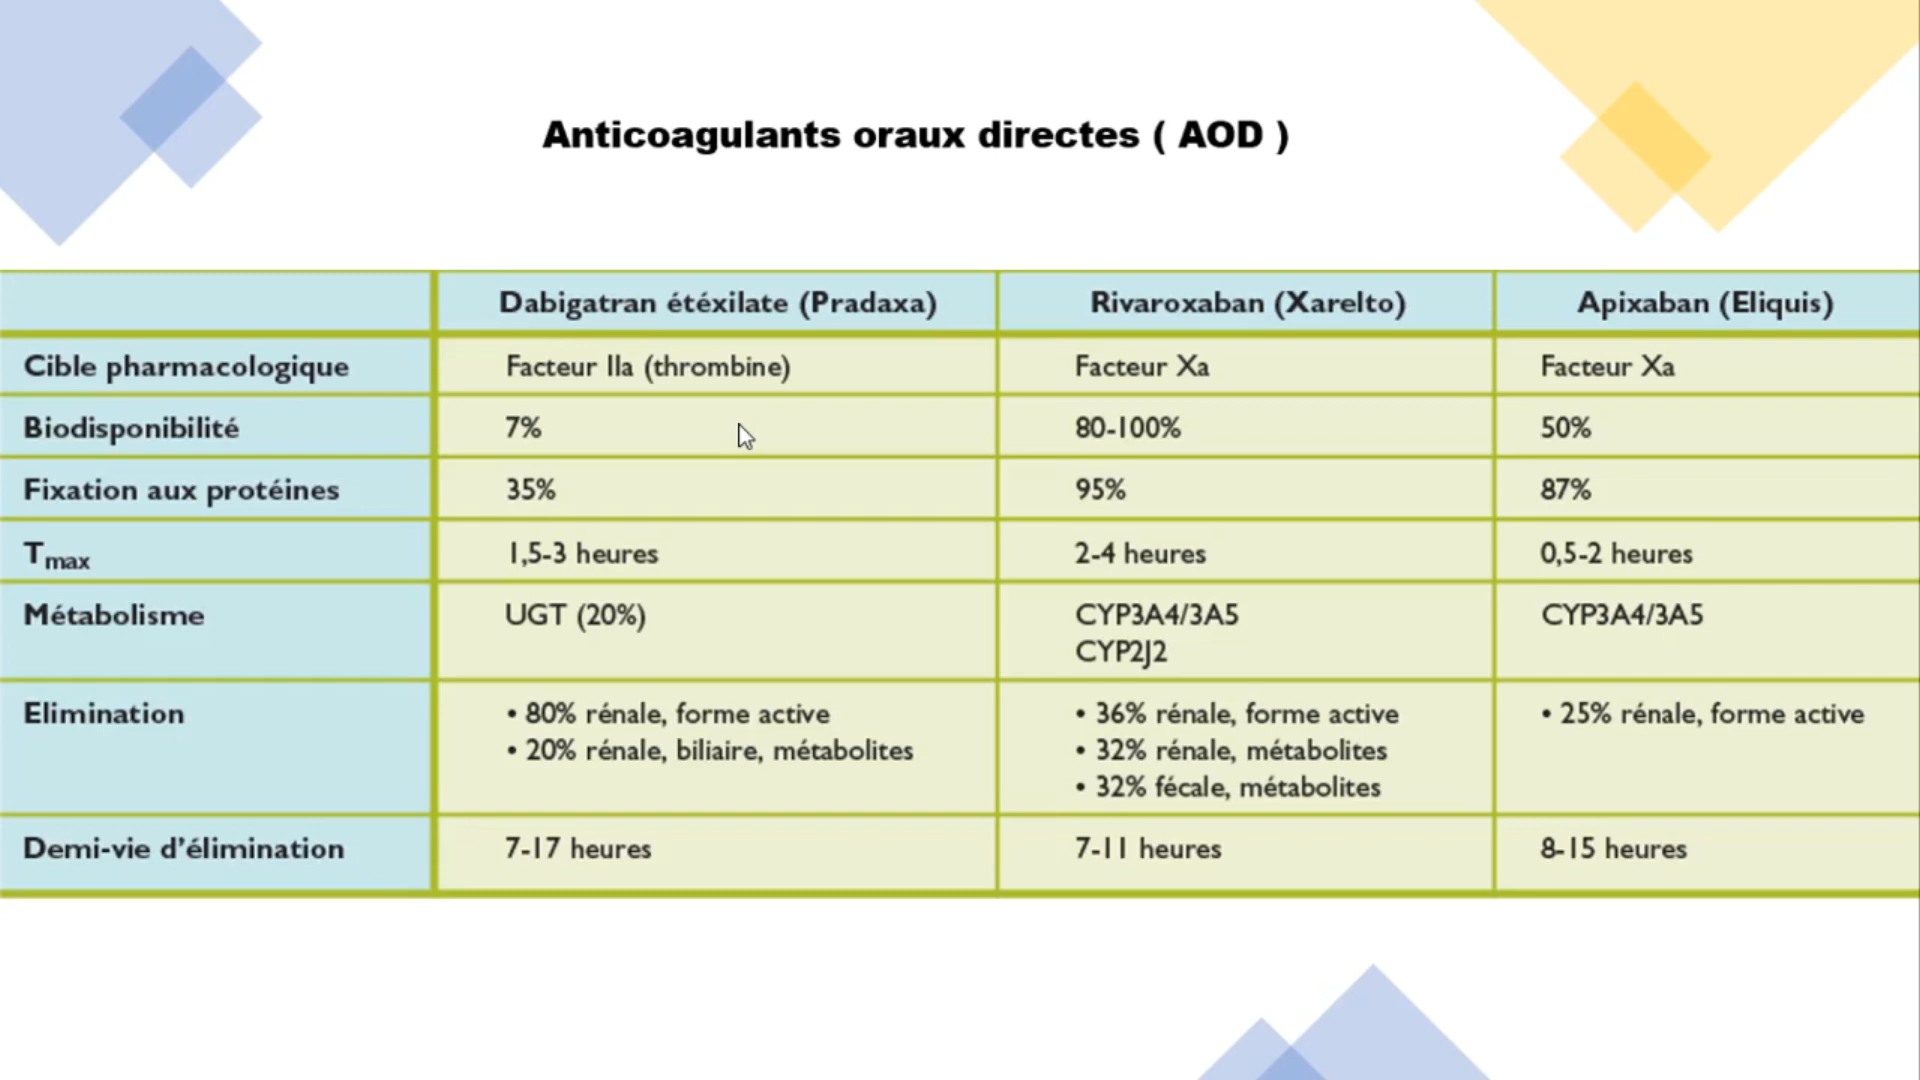 Anticoagulants oraux directes ( AOD )
Dabigatran étéxilate (Pradaxa) Rivaroxaban (Xarelto) Apixaban (Eliquis)
Cible pharmacologique Facteur IIa (thrombine) Facteur Xa Facteur Xa
Biodisponibilité 7% 80-100% 50%
Fixation aux protéines 35% 95% 87%
Tmax 1,5-3 heures 2-4 heures 0,5-2 heures
Métabolisme UGT (20%) CYP3A4/3A5 CYP3A4/3A5
CYP2J2
Elimination • 80% rénale, forme active • 36% rénale, forme active • 25% rénale, forme active
• 20% rénale, biliaire, métabolites • 32% rénale, métabolites
• 32% fécale, métabolites
Demi-vie d’élimination 7-17 heures 7-11 heures 8-15 heures